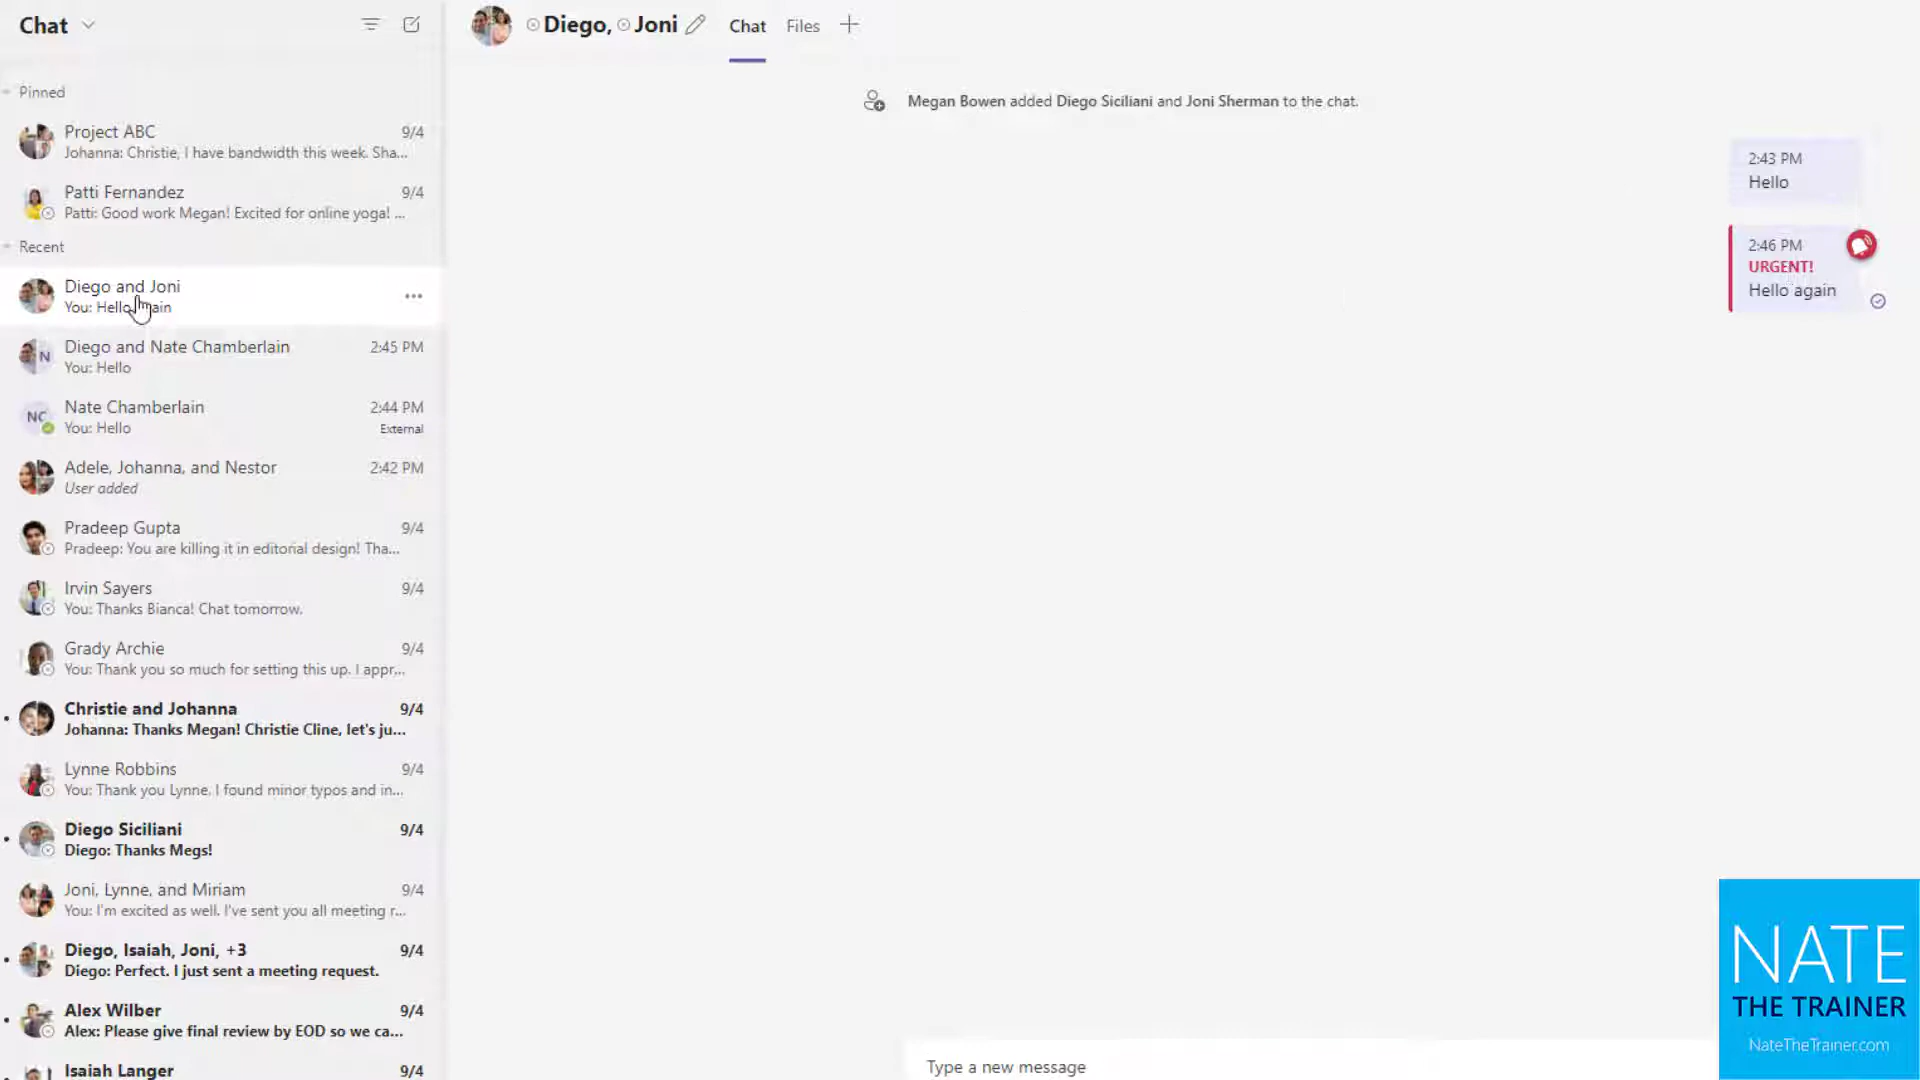 Chat
Pinned
Project ABC 9/4
Johanna: Christie, I have bandwidth this week. Sha...
Patti Fernandez 9/4
Patti: Good work Megan! Excited for online yoga! ...
Recent
Diego and Joni
You: Hello again
Diego and Nate Chamberlain 2:45 PM
You: Hello
Nate Chamberlain 2:44 PM
You: Hello External
NC
N
Adele, Johanna, and Nestor 2:42 PM
User added
Pradeep Gupta 9/4
Pradeep: You are killing it in editorial design! Tha...
Irvin Sayers 9/4
You: Thanks Bianca! Chat tomorrow.
Grady Archie 9/4
You: Thank you so much for setting this up. I appr...
Christie and Johanna 9/4
Johanna: Thanks Megan! Christie Cline, let's ju...
Lynne Robbins 9/4
You: Thank you Lynne. I found minor typos and in...
Diego Siciliani 9/4
Diego: Thanks Megs!
Joni, Lynne, and Miriam 9/4
You: I'm excited as well. I've sent you all meeting r...
Diego, Isaiah, Joni, +3 9/4
Diego: Perfect. I just sent a meeting request.
Alex Wilber 9/4
Alex: Please give final review by EOD so we ca...
Isaiah Langer 9/4
Diego, Joni Chat Files
Megan Bowen added Diego Siciliani and Joni Sherman to the chat.
2:43 PM
Hello
2:46 PM
URGENT!
Hello again
Type a new message
NATE
THE TRAINER
NateTheTrainer.com